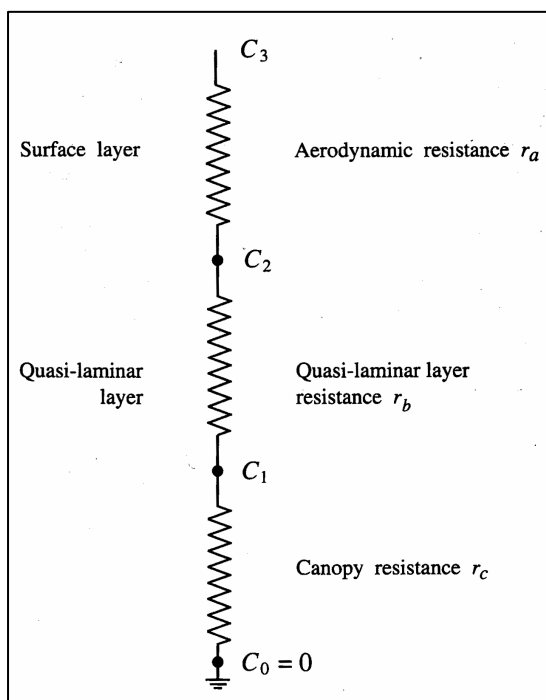 C3
Surface layer
Aerodynamic resistance ra
C2
Quasi-laminar
layer
Quasi-laminar layer
resistance rb
C1
Canopy resistance rc
C0 = 0